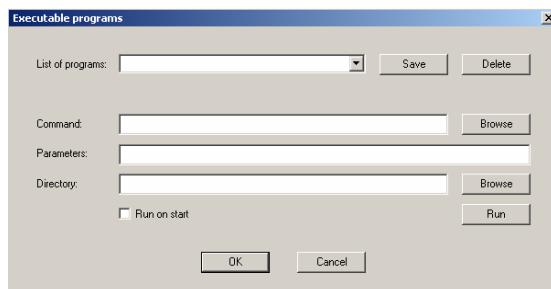 Executable programs
List of programs: Save Delete
Command: Browse
Parameters:
Directory: Browse
Run on start Run
OK Cancel